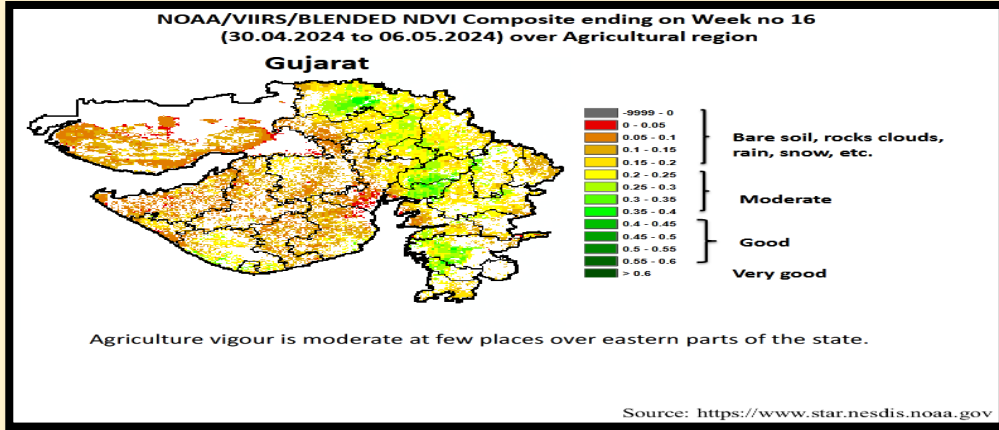 NOAA/VIIRS/BLENDED NDVI Composite ending on Week no 16
(30.04.2024 to 06.05.2024) over Agricultural region
Gujarat
-9999 - 0
0 - 0.05
0.05 - 0.1
0.1 - 0.15
0.15 - 0.2
0.2 - 0.25
0.25 - 0.3
0.3 - 0.35
0.35 - 0.4
0.4 - 0.45
0.45 - 0.5
0.5 - 0.55
0.55 - 0.6
> 0.6
Bare soil, rocks clouds,
rain, snow, etc.
Moderate
Good
Very good
Agriculture vigour is moderate at few places over eastern parts of the state.
Source: https://www.star.nesdis.noaa.gov